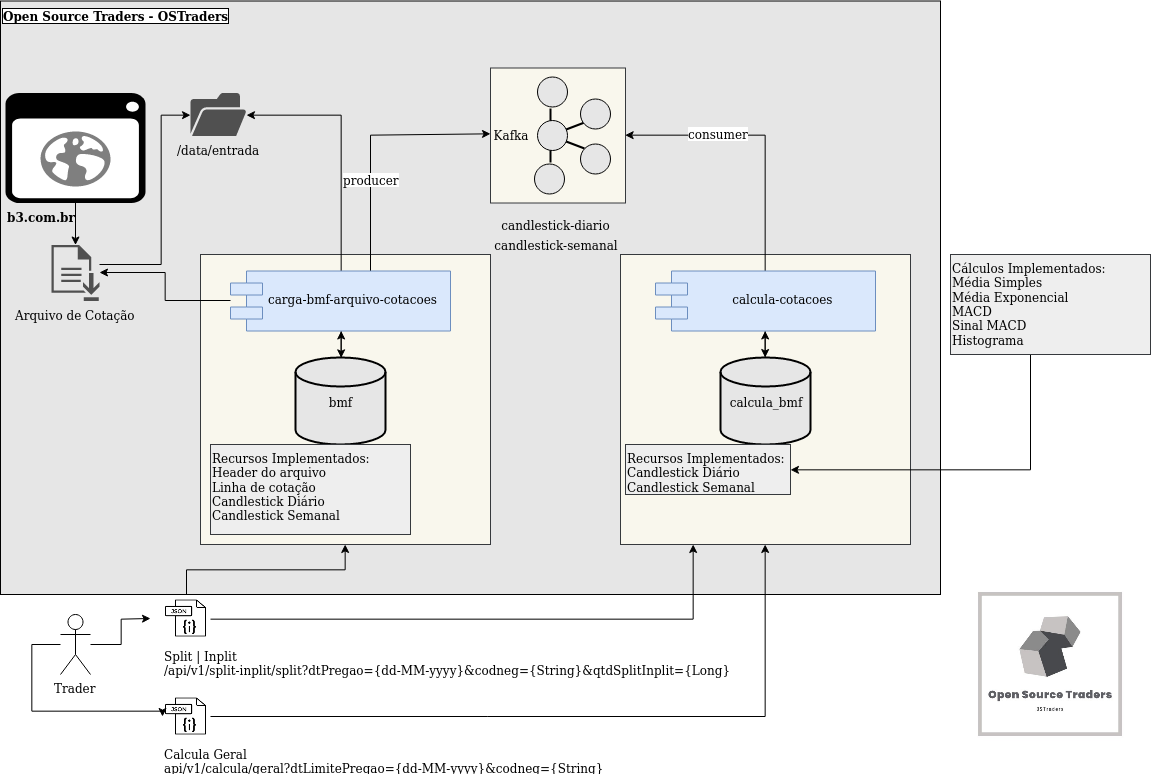 Open Source Traders - OSTraders
b3.com.br
/data/entrada
Arquivo de Cotação
producer
Kafka
consumer
candlestick-diario
candlestick-semanal
carga-bmf-arquivo-cotacoes
bmf
Recursos Implementados:
Header do arquivo
Linha de cotação
Candlestick Diário
Candlestick Semanal
calcula-cotacoes
calcula_bmf
Recursos Implementados:
Candlestick Diário
Candlestick Semanal
Cálculos Implementados:
Média Simples
Média Exponencial
MACD
Sinal MACD
Histograma
Trader
JSON
{i}
Split | Inplit
/api/v1/split-inplit/split?dtPregao={dd-MM-yyyy}&codneg={String}&qtdSplitInplit={Long}
JSON
{i}
Calcula Geral
api/v1/calcula/geral?dtLimitePregao={dd-MM-yyyy}&codneg={String}
Open Source Traders
OSTraders